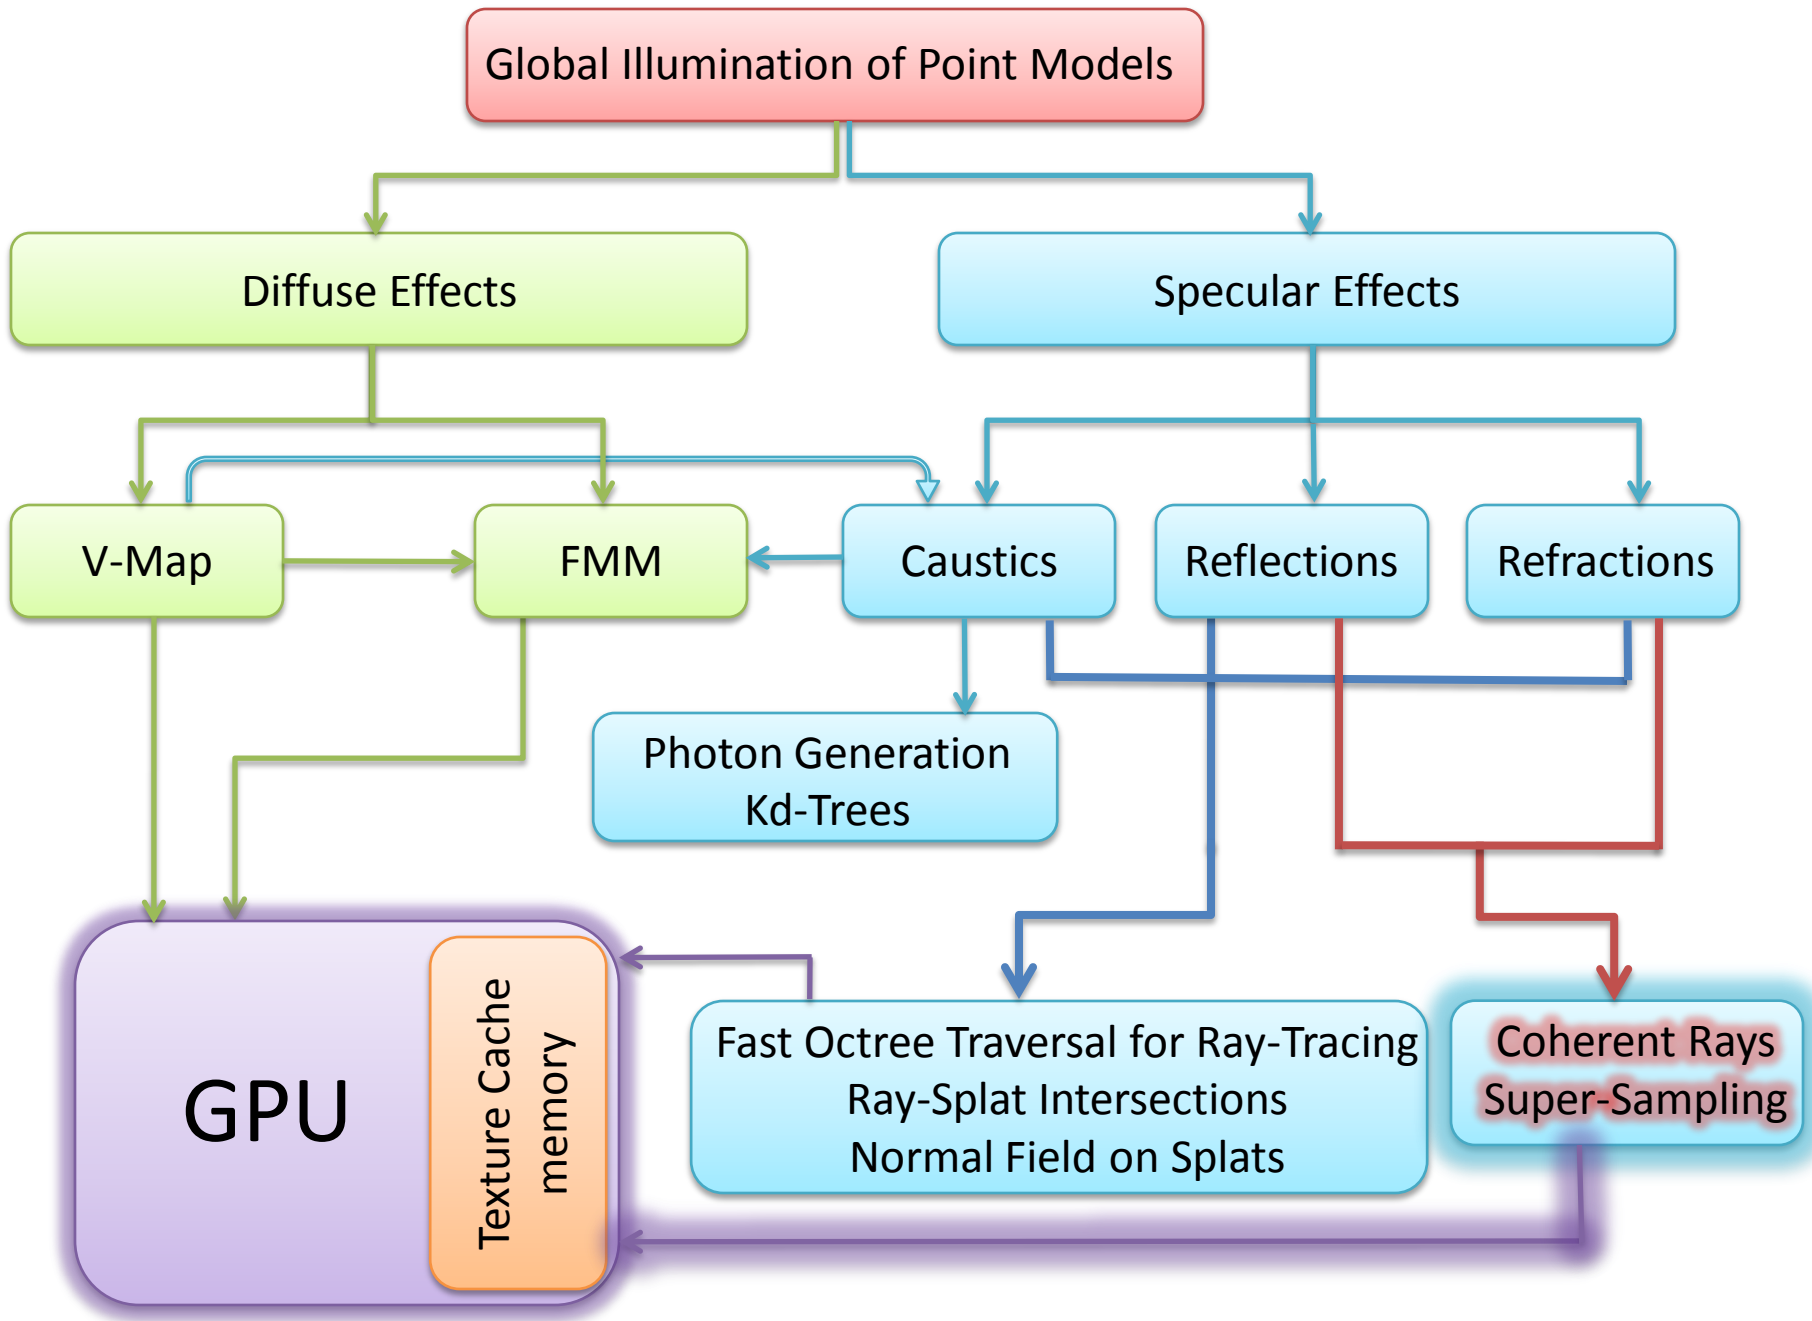 Global Illumination of Point Models
Diffuse Effects
Specular Effects
V-Map
FMM
Caustics
Reflections
Refractions
Photon Generation
Kd-Trees
GPU
Texture Cache
memory
Fast Octree Traversal for Ray-Tracing
Ray-Splat Intersections
Normal Field on Splats
Coherent Rays
Super-Sampling